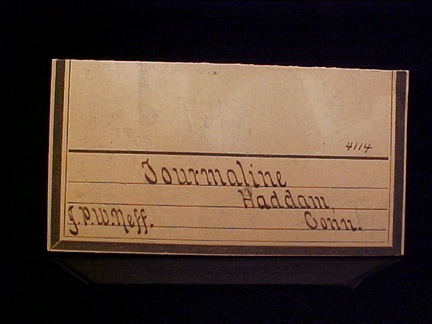 4114
Tourmaline
Haddam,
J.P.W.Neff. Conn.